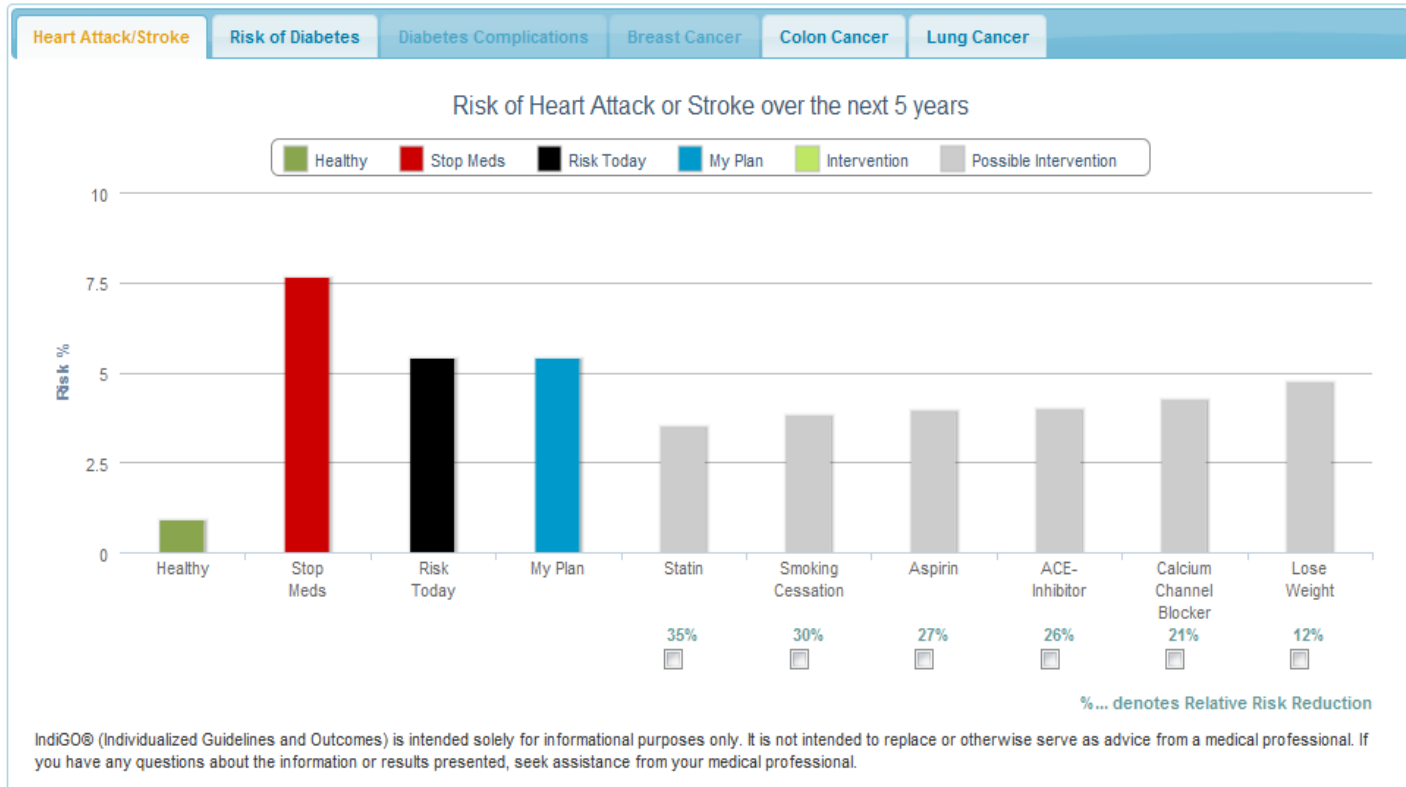 Heart Attack/Stroke Risk of Diabetes Diabetes Complications Breast Cancer Colon Cancer Lung Cancer
Risk of Heart Attack or Stroke over the next 5 years
Healthy Stop Meds Risk Today My Plan Intervention Possible Intervention
10
7.5
5
2.5
0
Risk %
Healthy Stop Risk My Plan Statin Smoking Aspirin ACE- Calcium Lose
Meds Today Cessation Inhibitor Channel Weight
Blocker
35% 30% 27% 26% 21% 12%
%... denotes Relative Risk Reduction
IndiGO® (Individualized Guidelines and Outcomes) is intended solely for informational purposes only. It is not intended to replace or otherwise serve as advice from a medical professional. If
you have any questions about the information or results presented, seek assistance from your medical professional.